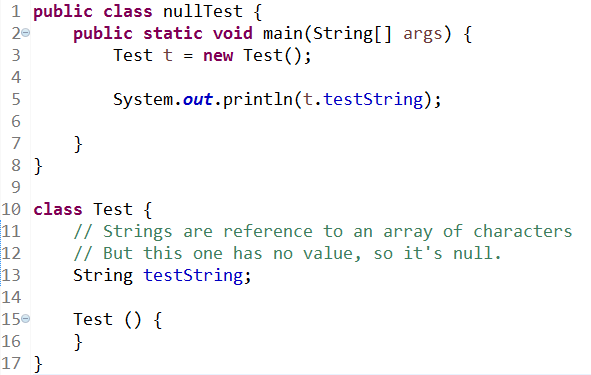 1 public class nullTest {
2 public static void main(String[] args) {
3 Test t = new Test();
4
5 System.out.println(t.testString);
6
7 }
8 }
9
10 class Test {
11 // Strings are reference to an array of characters
12 // But this one has no value, so it's null.
13 String testString;
14
15 Test () {
16 }
17 }